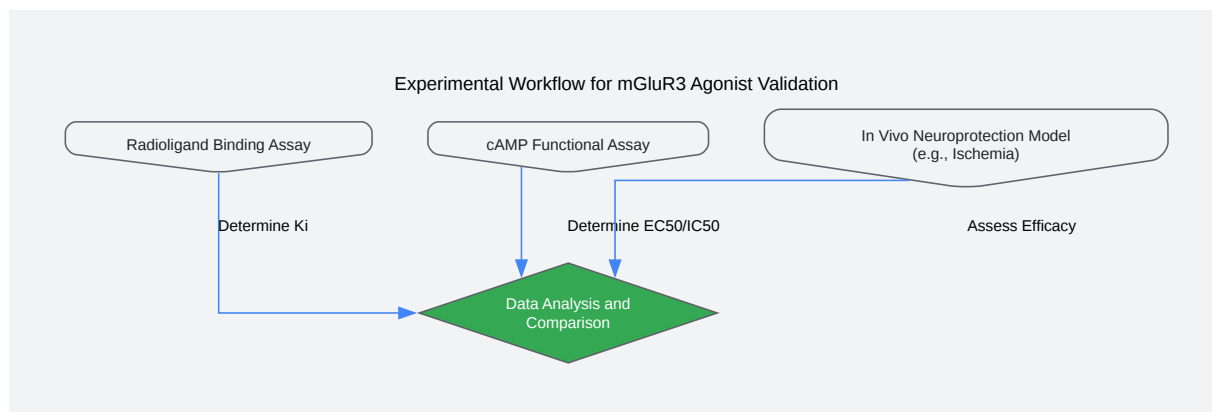 Experimental Workflow for mGluR3 Agonist Validation
Radioligand Binding Assay
cAMP Functional Assay
In Vivo Neuroprotection Model
(e.g., Ischemia)
Determine Ki
Determine EC50/IC50
Assess Efficacy
Data Analysis and
Comparison